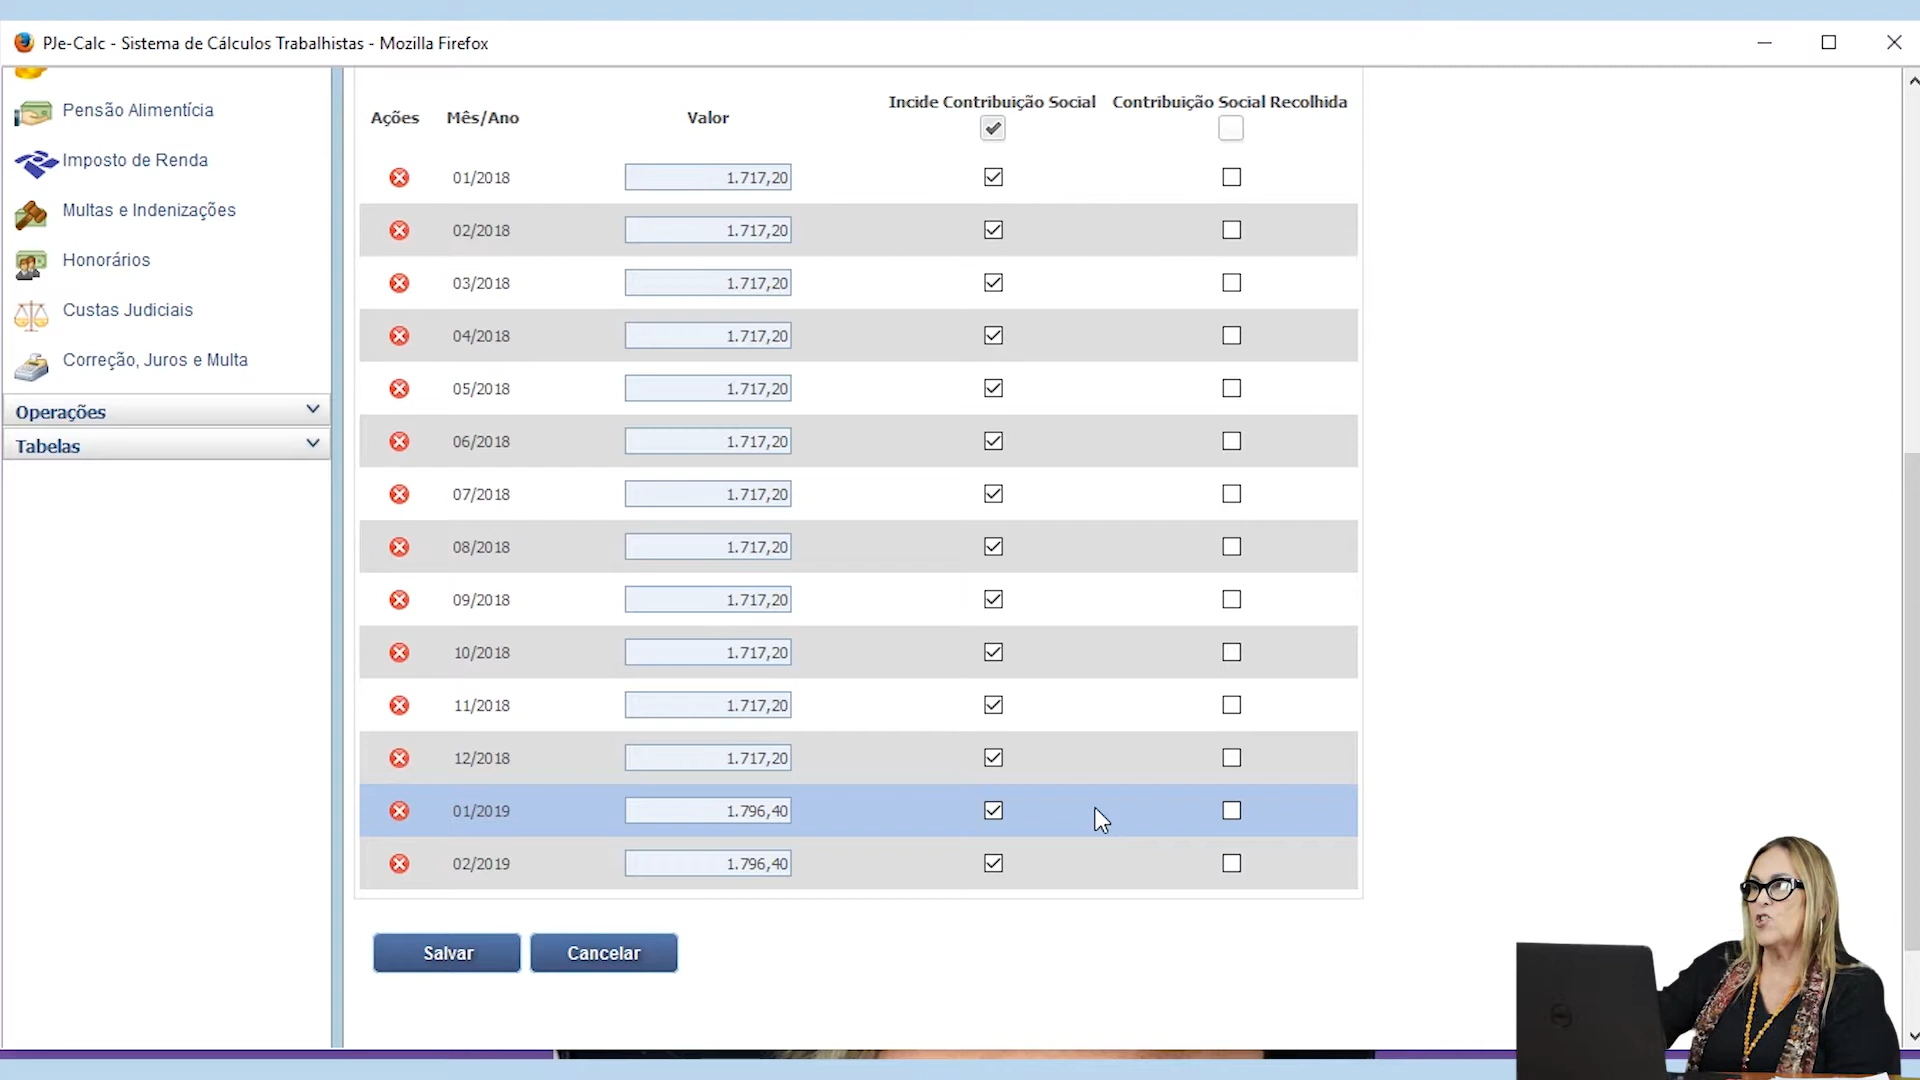 PJe-Calc - Sistema de Cálculos Trabalhistas - Mozilla Firefox
Pensão Alimentícia
Imposto de Renda
Multas e Indenizações
Honorários
Custas Judiciais
Correção, Juros e Multa
Operações
Tabelas
Ações Mês/Ano Valor Incide Contribuição Social Contribuição Social Recolhida
01/2018 1.717,20
02/2018 1.717,20
03/2018 1.717,20
04/2018 1.717,20
05/2018 1.717,20
06/2018 1.717,20
07/2018 1.717,20
08/2018 1.717,20
09/2018 1.717,20
10/2018 1.717,20
11/2018 1.717,20
12/2018 1.717,20
01/2019 1.796,40
02/2019 1.796,40
Salvar Cancelar